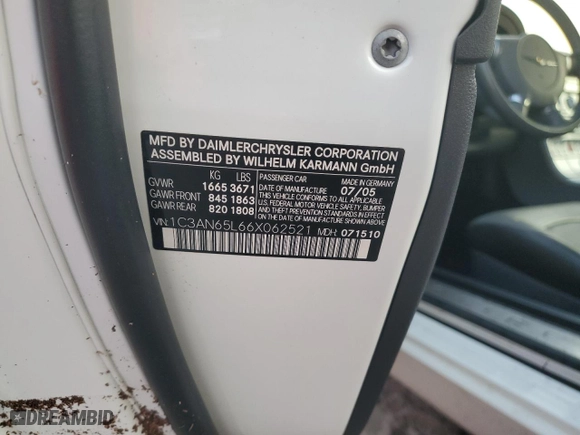 MFD BY DAIMLERCHRYSLER CORPORATION
ASSEMBLED BY WILHELM KARMANN GmbH
KG LBS PASSENGER CAR MADE IN GERMANY
GVWR 1665 3671 DATE OF MANUFACTURE 07/05
GAWR FRONT 845 1863 THIS VEHICLE CONFORMS TO ALL APPLICABLE
GAWR REAR 820 1808 U.S. FEDERAL MOTOR VEHICLE SAFETY, BUMPER AND THEFT PREVENTION STANDARDS IN EFFECT ON THE DATE OF MANUFACTURE SHOWN ABOVE.
VIN: 1C3AN65L66X062521 MDH: 071510
DREAMBID